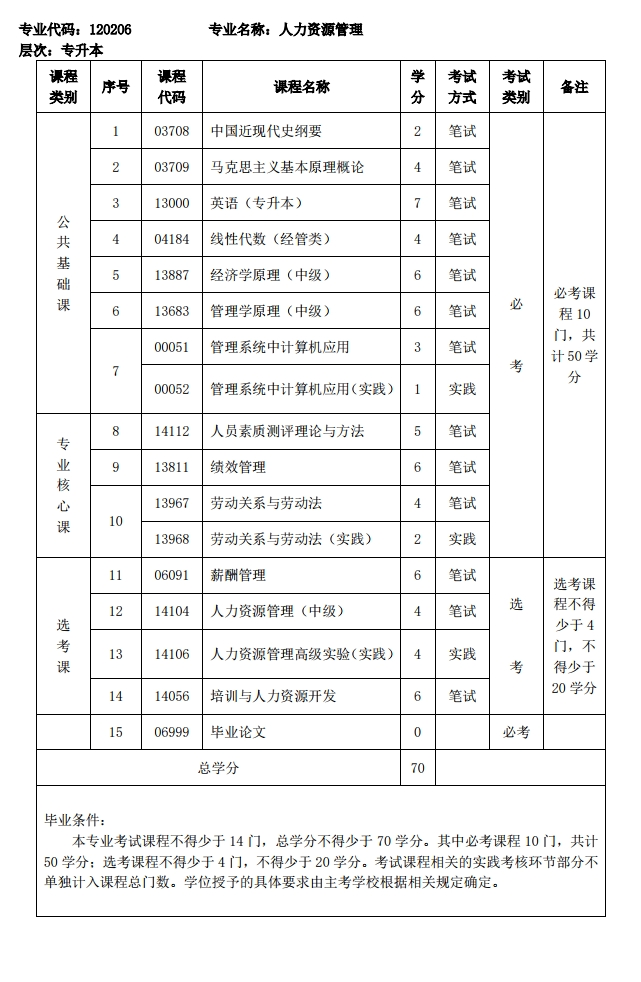 专业代码：120206 专业名称：人力资源管理
层次：专升本
课程类别 序号 课程代码 课程名称 学分 考试方式 考试类别 备注
公共基础课 1 03708 中国近现代史纲要 2 笔试 必考 必考课程10门，共计50学分
2 03709 马克思主义基本原理概论 4 笔试
3 13000 英语（专升本） 7 笔试
4 04184 线性代数（经管类） 4 笔试
5 13887 经济学原理（中级） 6 笔试
6 13683 管理学原理（中级） 6 笔试
7 00051 管理系统中计算机应用 3 笔试
00052 管理系统中计算机应用（实践） 1 实践
专业核心课 8 14112 人员素质测评理论与方法 5 笔试
9 13811 绩效管理 6 笔试
10 13967 劳动关系与劳动法 4 笔试
13968 劳动关系与劳动法（实践） 2 实践
选考课 11 06091 薪酬管理 6 笔试 选考 选考课程不得少于4门，不得少于20学分
12 14104 人力资源管理（中级） 4 笔试
13 14106 人力资源管理高级实验（实践） 4 实践
14 14056 培训与人力资源开发 6 笔试
15 06999 毕业论文 0 必考
总学分 70
毕业条件：
本专业考试课程不得少于14门，总学分不得少于70学分。其中必考课程10门，共计
50学分；选考课程不得少于4门，不得少于20学分。考试课程相关的实践考核环节部分不
单独计入课程总门数。学位授予的具体要求由主考学校根据相关规定确定。